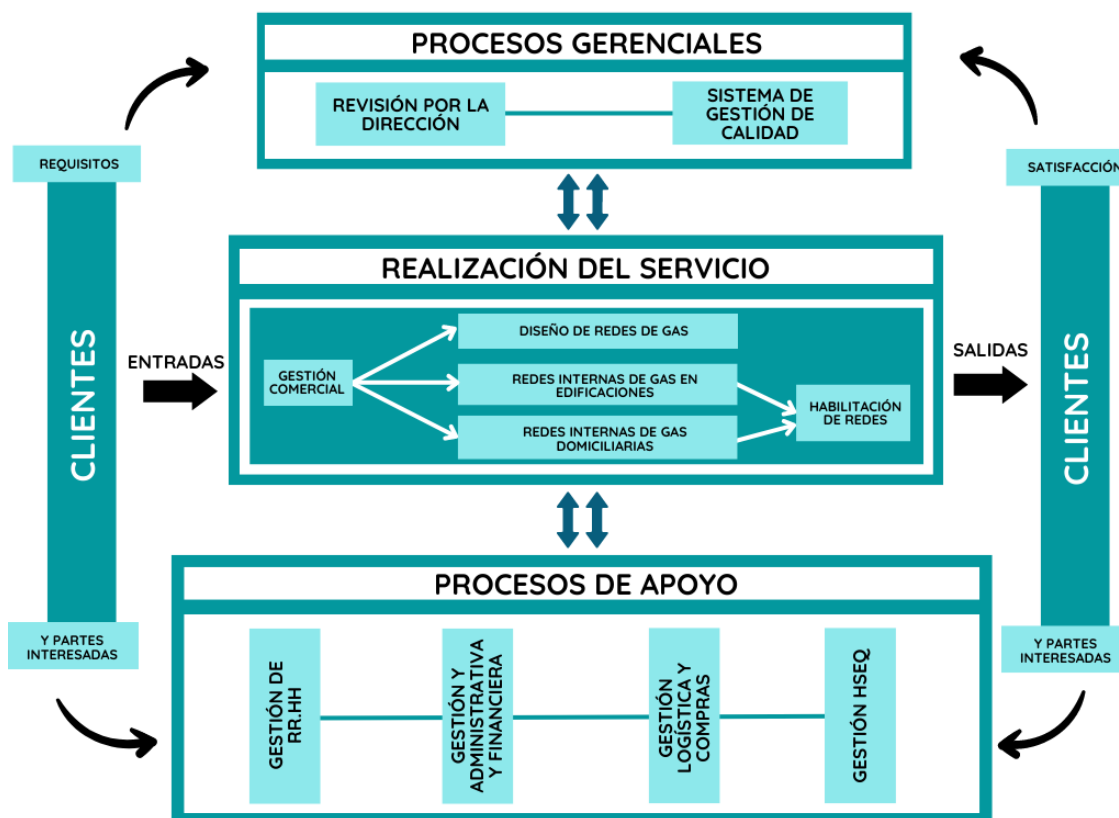 PROCESOS GERENCIALES
REVISIÓN POR LA
DIRECCIÓN
SISTEMA DE
GESTIÓN DE
CALIDAD
REQUISITOS
SATISFACCIÓN
CLIENTES
ENTRADAS
REALIZACIÓN DEL SERVICIO
GESTIÓN
COMERCIAL
DISEÑO DE REDES DE GAS
REDES INTERNAS DE GAS EN
EDIFICACIONES
REDES INTERNAS DE GAS
DOMICILIARIAS
HABILITACIÓN
DE REDES
SALIDAS
CLIENTES
Y PARTES
INTERESADAS
Y PARTES
INTERESADAS
PROCESOS DE APOYO
GESTIÓN DE
RR.HH
GESTIÓN Y
ADMINISTRATIVA
Y FINANCIERA
GESTIÓN
LOGÍSTICA Y
COMPRAS
GESTIÓN HSEQ